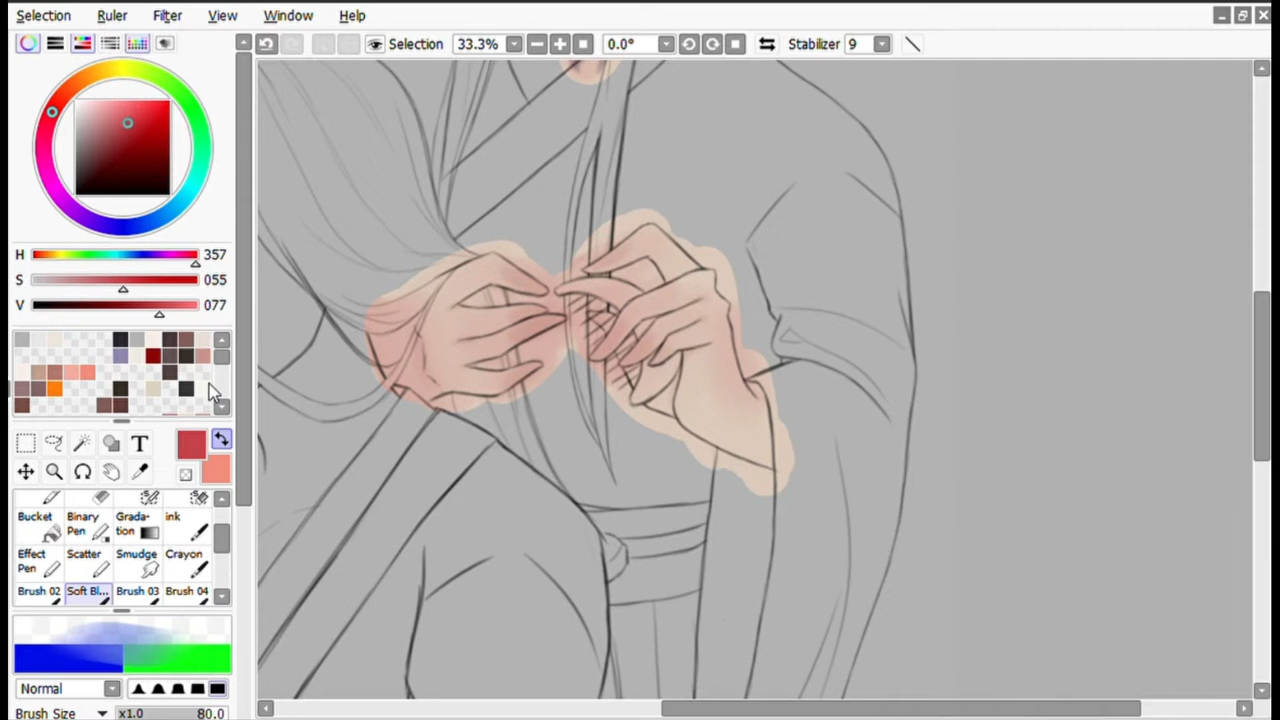 Selection Ruler Filter View Window Help
Selection 33.3% 0.0° Stabilizer 9
H 357
S 055
V 077
T
Bucket Binary Pen Grada-tion ink
Effect Pen Scatter Smudge Crayon
Brush 02 Soft Bl... Brush 03 Brush 04
Normal
Brush Size x1.0 80.0